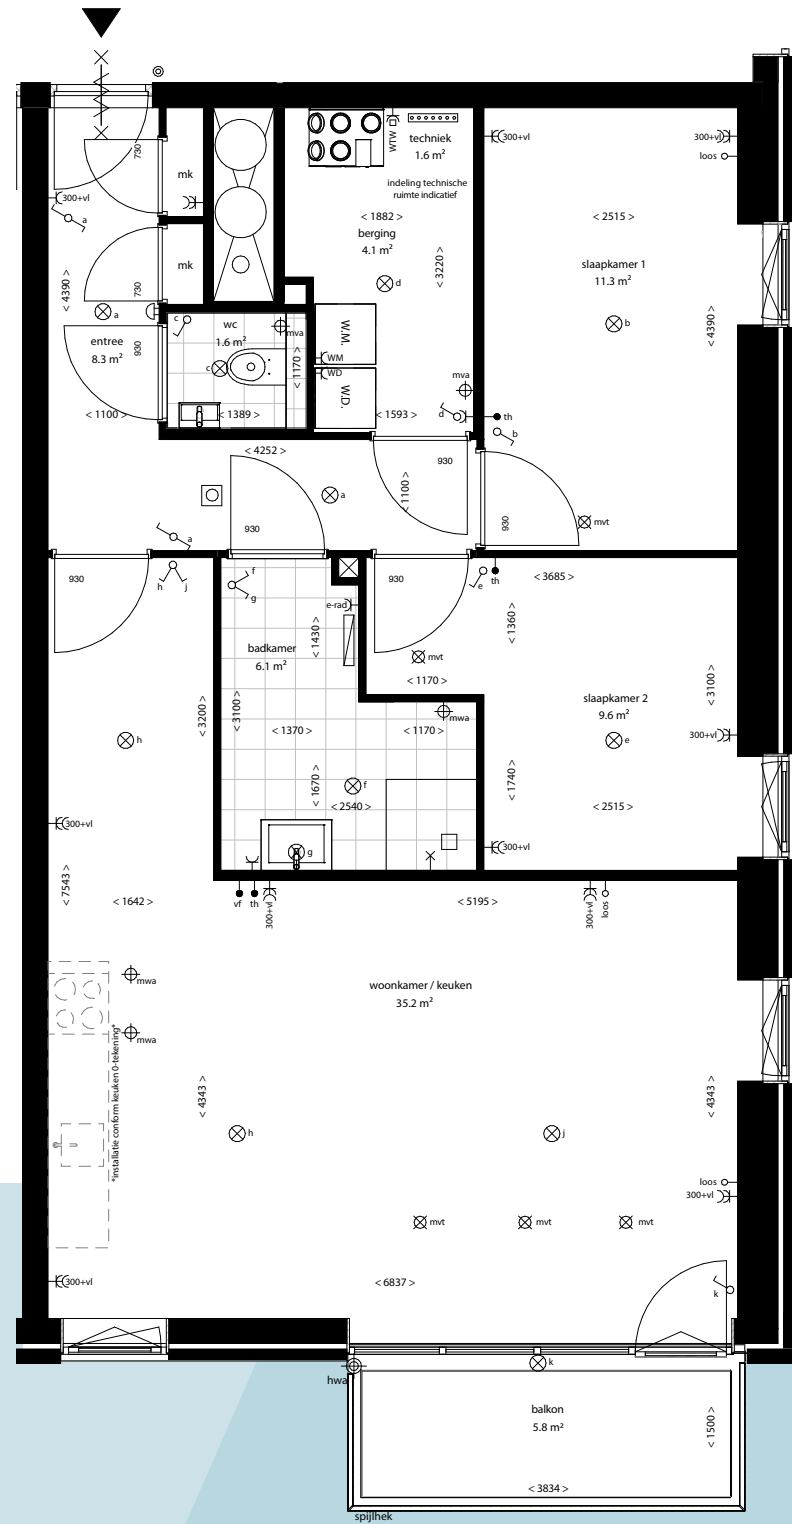 techniek
1.6 m²
WTW
300+vl
300+vl
loos
730
mk
indeling technische
ruimte indicatief
300+vl
a
< 1882 >
berging
4.1 m²
< 2515 >
< 3220 >
slaapkamer 1
11.3 m²
mk
730
< 4390 >
d
a
c
wc
1.6 m²
mva
b
< 4390 >
entree
8.3 m²
930
W.M.
WM
< 1170 >
c
WD
W.D.
mva
< 1100 >
< 1389 >
< 1593 >
d
th
b
< 4252 >
930
< 1100 >
a
930
930
mvt
a
930
h
j
f
g
930
e
th
< 3685 >
e-rad
< 1430 >
< 1360 >
badkamer
6.1 m²
mvt
< 1170 >
< 3100 >
slaapkamer 2
9.6 m²
< 3200 >
< 3100 >
mwa
< 1370 >
< 1170 >
h
e
300+vl
< 1670 >
f
< 1740 >
< 2540 >
< 2515 >
300+vl
g
300+vl
< 7543 >
< 1642 >
vf
th
300+vl
< 5195 >
300+vl
loos
mwa
woonkamer / keuken
35.2 m²
mwa
*installatie conform keuken 0-tekening*
< 4343 >
< 4343 >
h
j
loos
300+vl
mvt
mvt
mvt
300+vl
< 6837 >
k
k
hwa
balkon
5.8 m²
< 1500 >
< 3834 >
spijlhek